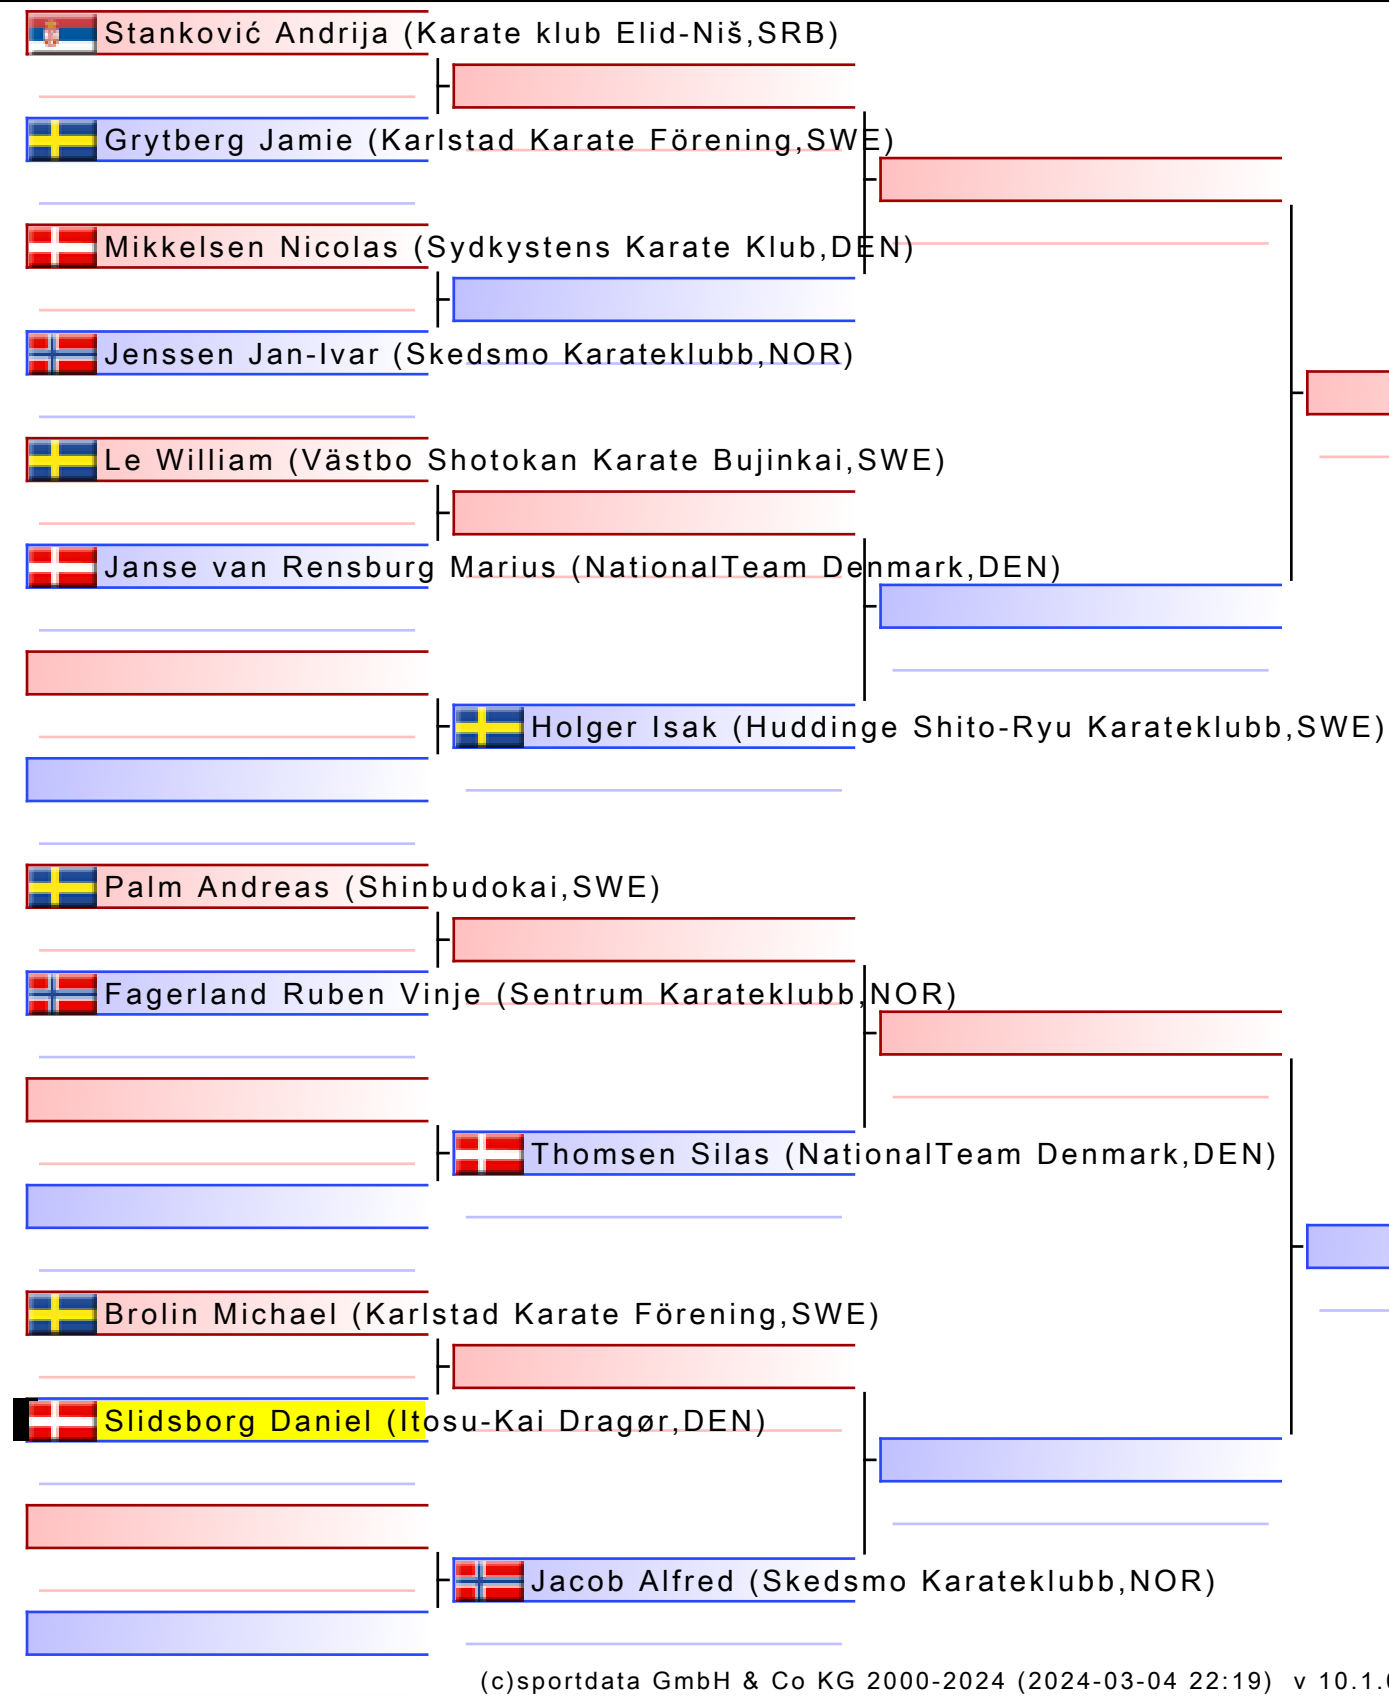 Stanković Andrija (Karate klub Elid-Niš,SRB)
Grytberg Jamie (Karlstad Karate Förening,SWE)
Mikkelsen Nicolas (Sydkystens Karate Klub,DEN)
Jenssen Jan-Ivar (Skedsmo Karateklubb,NOR)
Le William (Västbo Shotokan Karate Bujinkai,SWE)
Janse van Rensburg Marius (NationalTeam Denmark,DEN)
Holger Isak (Huddinge Shito-Ryu Karateklubb,SWE)
Palm Andreas (Shinbudokai,SWE)
Fagerland Ruben Vinje (Sentrum Karateklubb,NOR)
Thomsen Silas (NationalTeam Denmark,DEN)
Brolin Michael (Karlstad Karate Förening,SWE)
Slidsborg Daniel (Itosu-Kai Dragør,DEN)
Jacob Alfred (Skedsmo Karateklubb,NOR)
(c)sportdata GmbH & Co KG 2000-2024 (2024-03-04 22:19) v 10.1.